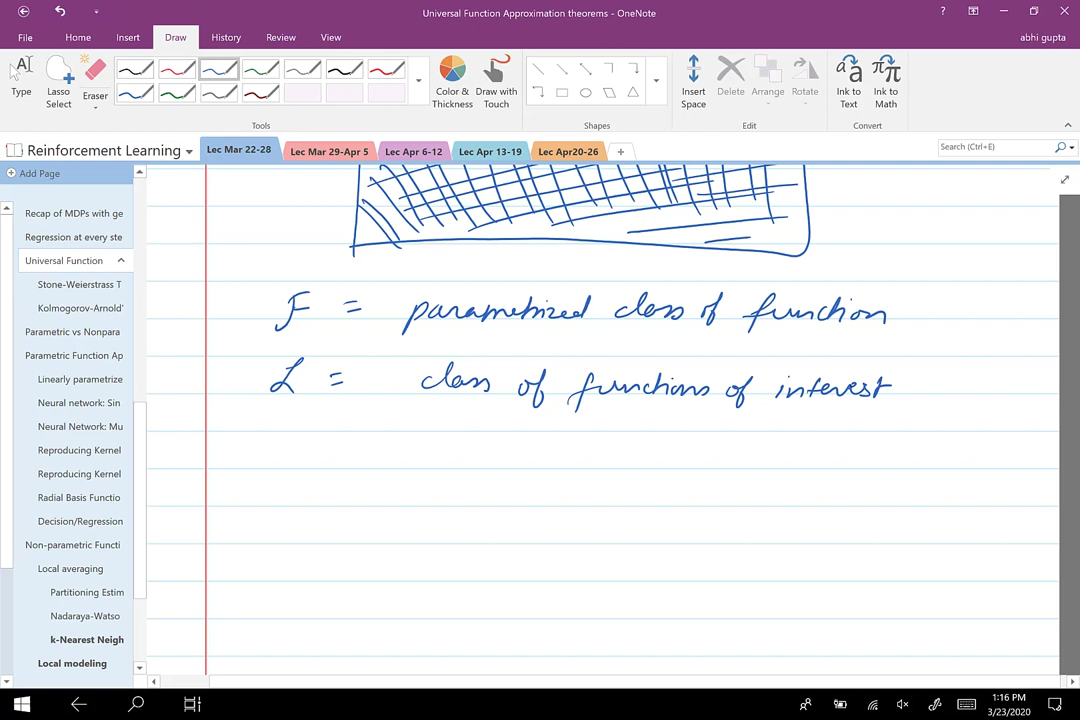 Universal Function Approximation theorems - OneNote
?
File Home Insert Draw History Review View abhi gupta
Type Lasso Select Eraser Color & Thickness Draw with Touch Insert Space Delete Arrange Rotate Ink to Text Ink to Math
Tools Shapes Edit Convert
Reinforcement Learning Lec Mar 22-28 Lec Mar 29-Apr 5 Lec Apr 6-12 Lec Apr 13-19 Lec Apr20-26 + Search (Ctrl+E)
Add Page
Recap of MDPs with ge
Regression at every ste
Universal Function
Stone-Weierstrass T
Kolmogorov-Arnold'
Parametric vs Nonpara
Parametric Function Ap
Linearly parametrize
Neural network: Sin
Neural Network: Mu
Reproducing Kernel
Reproducing Kernel
Radial Basis Functio
Decision/Regression
Non-parametric Functi
Local averaging
Partitioning Estim
Nadaraya-Watso
k-Nearest Neigh
Local modeling
F = parametrized class of function
L = class of functions of interest
1:16 PM
3/23/2020